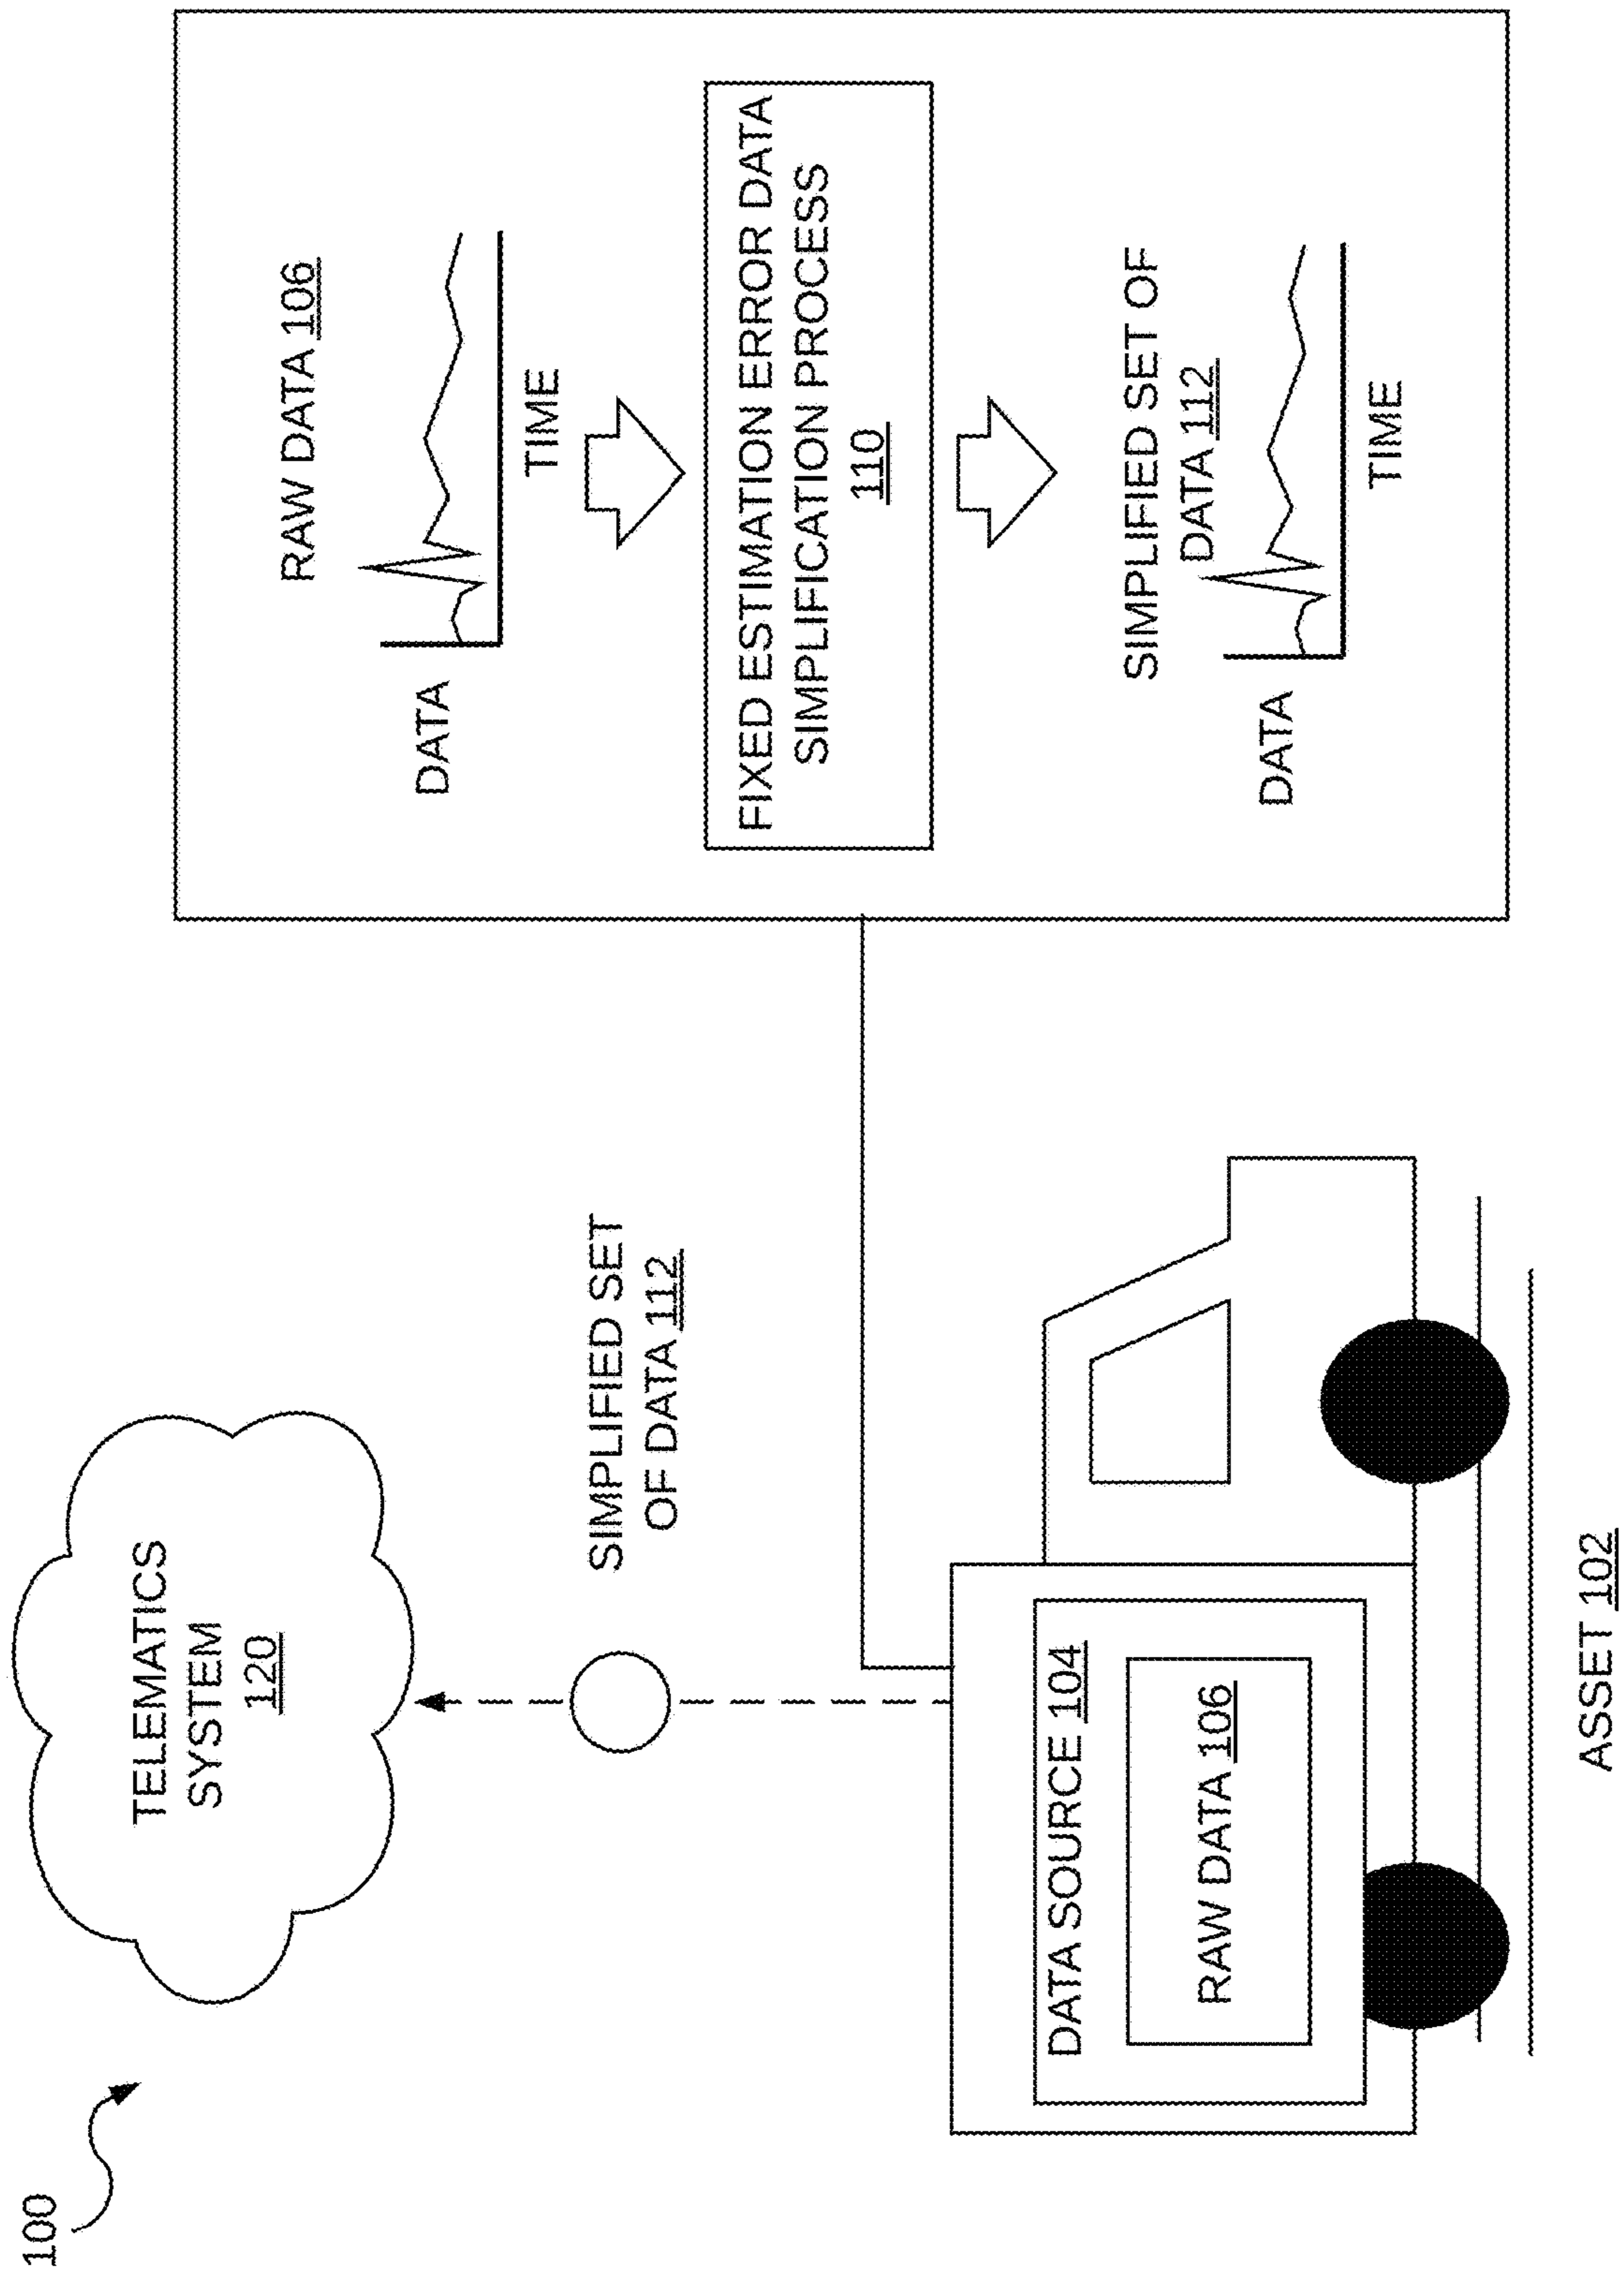 100
TELEMATICS
SYSTEM
120
SIMPLIFIED SET
OF DATA 112
DATA SOURCE 104
RAW DATA 106
ASSET 102
RAW DATA 106
DATA
TIME
FIXED ESTIMATION ERROR DATA
SIMPLIFICATION PROCESS
110
SIMPLIFIED SET OF
DATA 112
DATA
TIME